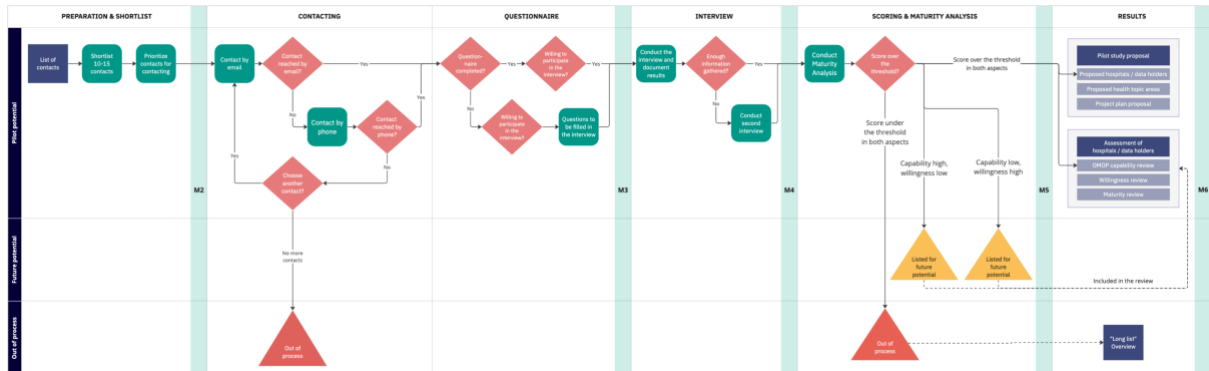 PREPARATION & SHORTLIST
CONTACTING
QUESTIONNAIRE
INTERVIEW
SCORING & MATURITY ANALYSIS
RESULTS
Pilot potential
List of
contacts
Shortlist
10-15
contacts
Prioritize
contacts for
contacting
M2
Contact by
email
Contact
reached by
email?
Yes
No
Contact by
phone
Contact
reached by
phone?
Yes
No
Choose
another
contact?
Yes
No more
contacts
Question-
naire
completed?
Yes
Willing to
participate
in the
interview?
Yes
No
Willing to
participate
in the
interview?
Questions to
be filled in
the interview
M3
Conduct the
interview and
document
results
Enough
information
gathered?
Yes
No
Conduct
second
interview
M4
Conduct
Maturity
Analysis
Score over
the
threshold?
Score over the threshold
in both aspects
Score under
the threshold
in both aspects
Capability high,
willingness low
Capability low,
willingness high
M5
Pilot study proposal
Proposed hospitals / data holders
Proposed health topic areas
Project plan proposal
Assessment of
hospitals / data holders
OMOP capability review
Willingness review
Maturity review
M6
Future potential
Listed for
future
potential
Listed for
future
potential
Included in the review
Out of process
Out of
process
Out of
process
"Long list"
Overview